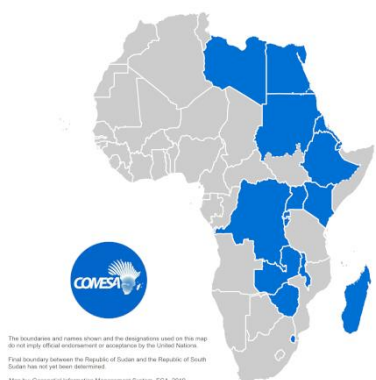 COMESA
The boundaries and names shown and the designations used on this map
do not imply official endorsement or acceptance by the United Nations.
Final boundary between the Republic of Sudan and the Republic of South
Sudan has not yet been determined.